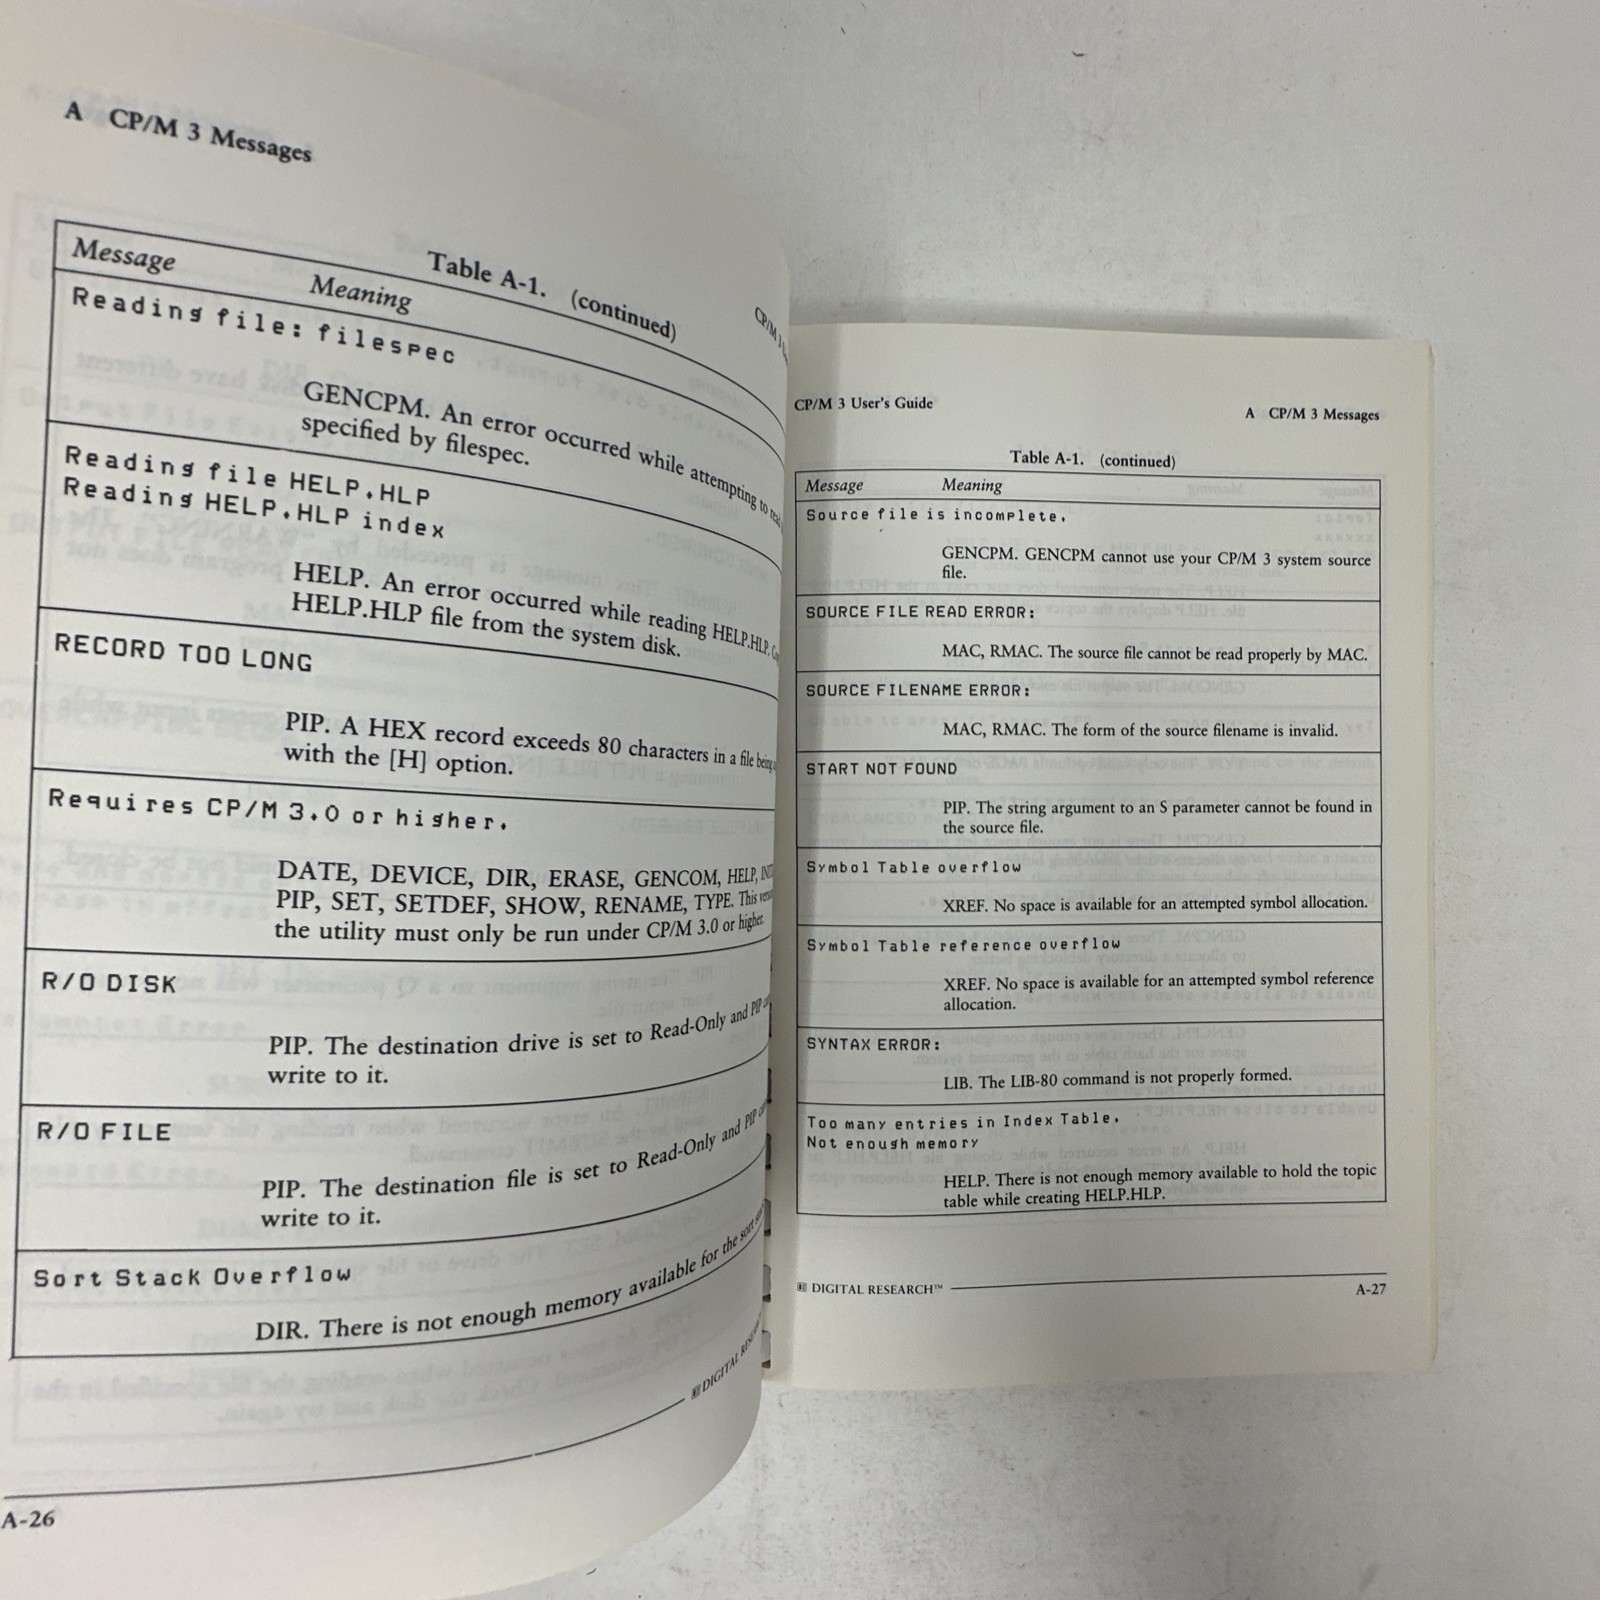 A CP/M 3 Messages
Table A-1. (continued)
Message Meaning
Reading file: filespec
GENCPM. An error occurred while attempting to read
specified by filespec.
Reading file HELP.HLP
Reading HELP.HLP index
HELP. An error occurred while reading HELP.HLP.
HELP.HLP file from the system disk.
RECORD TOO LONG
PIP. A HEX record exceeds 80 characters in a file being
with the [H] option.
Requires CP/M 3.0 or higher.
DATE, DEVICE, DIR, ERASE, GENCOM, HELP,
PIP, SET, SETDEF, SHOW, RENAME, TYPE. This
the utility must only be run under CP/M 3.0 or higher.
R/O DISK
PIP. The destination drive is set to Read-Only and PIP
write to it.
R/O FILE
PIP. The destination file is set to Read-Only and PIP
write to it.
Sort Stack Overflow
DIR. There is not enough memory available for the sort
DIGITAL
A-26
CP/M 3
CP/M 3 User's Guide A CP/M 3 Messages
Table A-1. (continued)
Message Meaning
Source file is incomplete.
GENCPM. GENCPM cannot use your CP/M 3 system source
file.
SOURCE FILE READ ERROR:
MAC, RMAC. The source file cannot be read properly by MAC.
SOURCE FILENAME ERROR:
MAC, RMAC. The form of the source filename is invalid.
START NOT FOUND
PIP. The string argument to an S parameter cannot be found in
the source file.
Symbol Table overflow
XREF. No space is available for an attempted symbol allocation.
Symbol Table reference overflow
XREF. No space is available for an attempted symbol reference
allocation.
SYNTAX ERROR:
LIB. The LIB-80 command is not properly formed.
Too many entries in Index Table.
Not enough memory
HELP. There is not enough memory available to hold the topic
table while creating HELP.HLP.
DIGITAL RESEARCH™ A-27